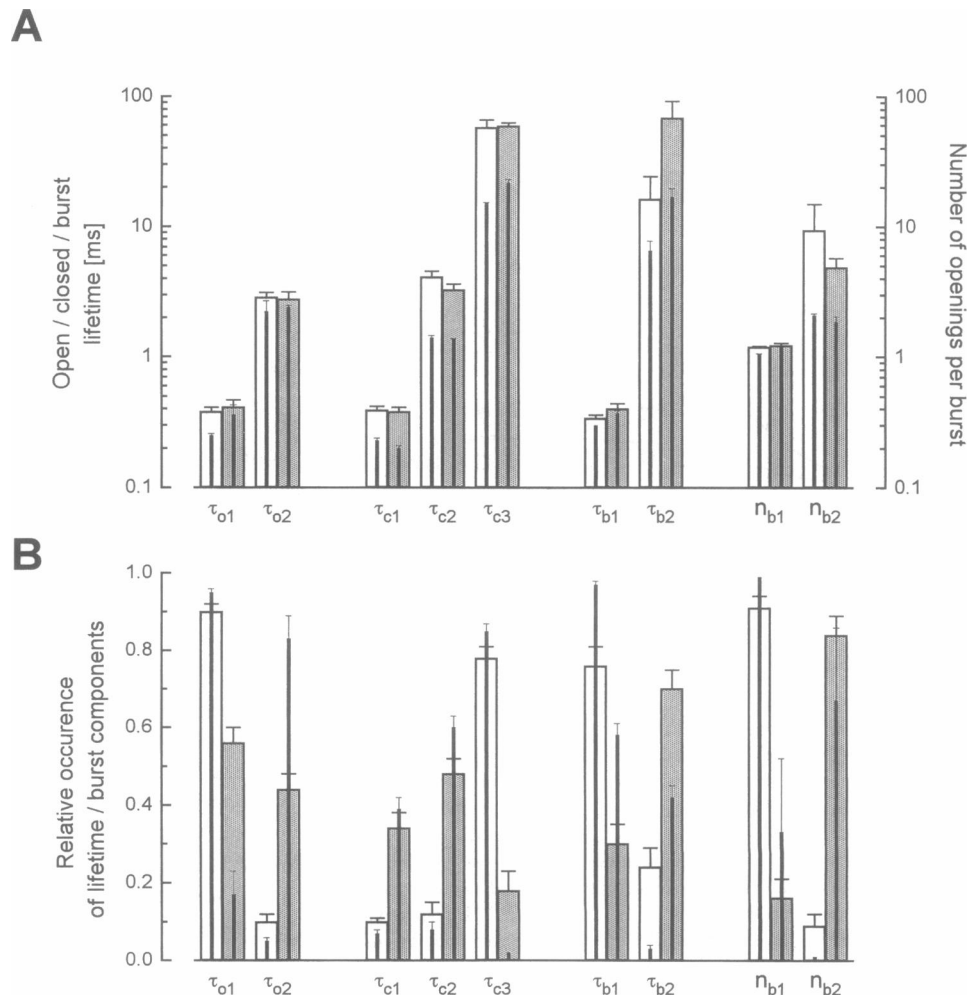 A
100
10
1
0.1
Open / closed / burst
lifetime [ms]
100
10
1
0.1
Number of openings per burst
τo1 τo2 τc1 τc2 τc3 τb1 τb2 nb1 nb2
B
1.0
0.8
0.6
0.4
0.2
0.0
Relative occurence
of lifetime / burst components
τo1 τo2 τc1 τc2 τc3 τb1 τb2 nb1 nb2